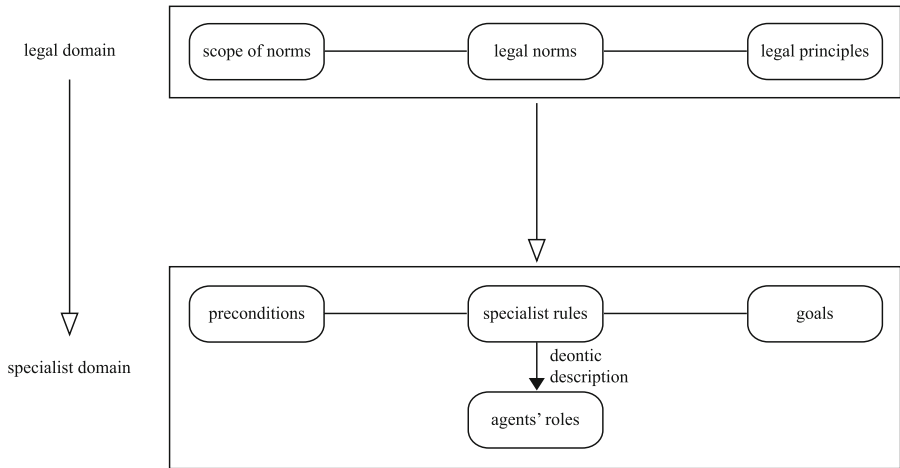 legal domain
scope of norms
legal norms
legal principles
preconditions
specialist rules
goals
deontic
description
specialist domain
agents’ roles